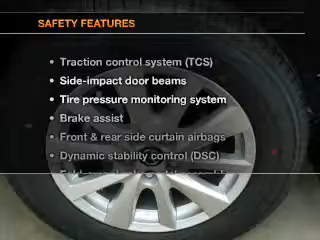 SAFETY FEATURES
• Traction control system (TCS)
• Side-impact door beams
• Tire pressure monitoring system
• Brake assist
• Front & rear side curtain airbags
• Dynamic stability control (DSC)